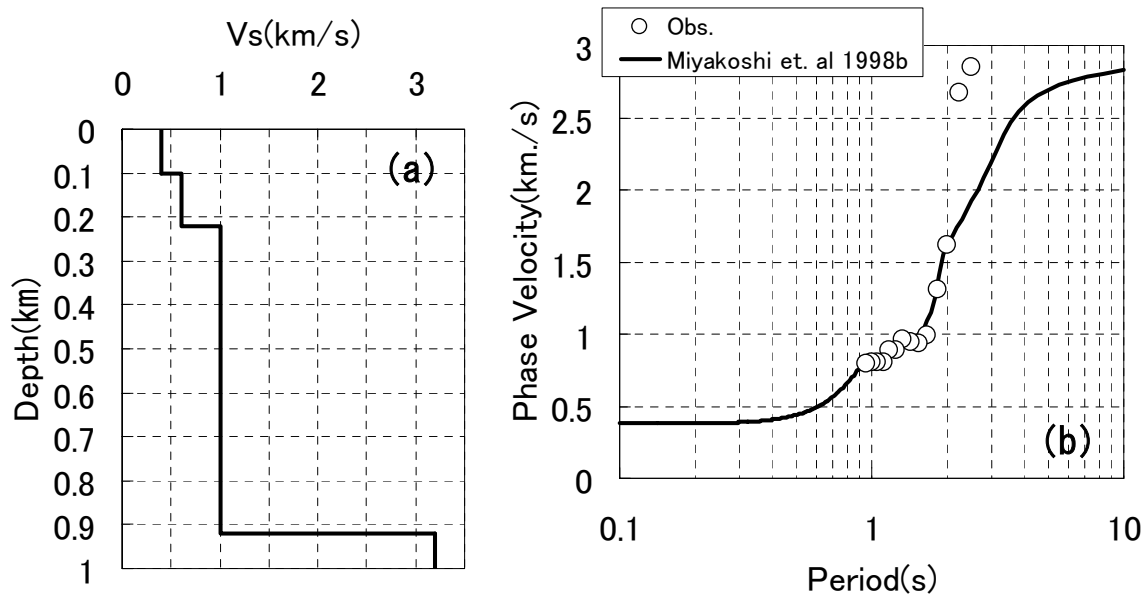 Vs(km/s)
0 1 2 3
0
0.1
0.2
0.3
0.4
0.5
0.6
0.7
0.8
0.9
1
Depth(㎞)
(a)
Obs.
Miyakoshi et. al 1998b
3
2.5
2
1.5
1
0.5
0
Phase Velocity(km./s)
(b)
0.1 1 10
Period(s)